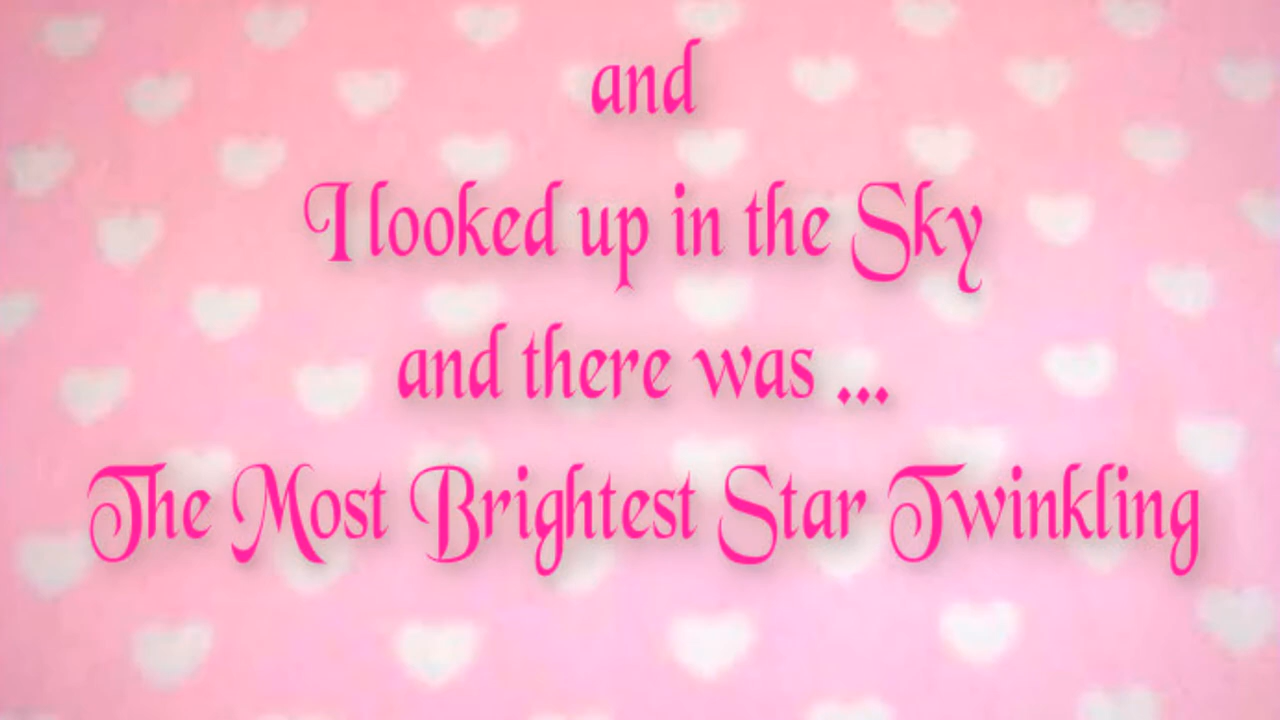 and
I looked up in the Sky
and there was ...
The Most Brightest Star Twinkling